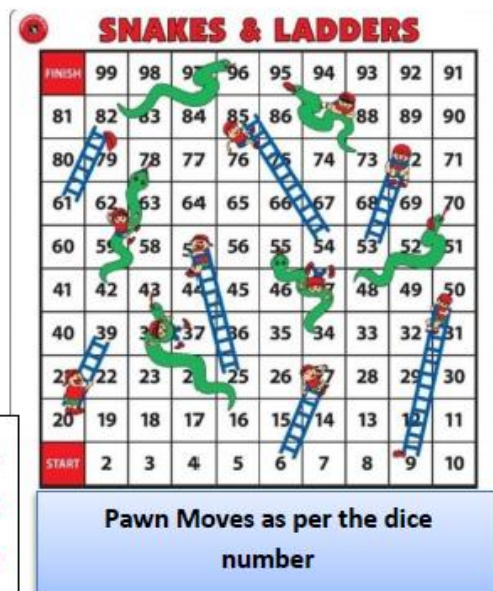 SNAKES & LADDERS
FINISH 99 98 97 96 95 94 93 92 91
81 82 83 84 85 86 88 89 90
80 79 78 77 76 74 73 71
61 62 63 64 65 66 67 68 69 70
60 59 58 56 55 54 53 52 51
41 42 43 44 45 46 48 49 50
40 39 37 36 35 34 33 32 31
22 23 25 26 28 29 30
20 19 18 17 16 15 14 13 12 11
START 2 3 4 5 6 7 8 9 10
Pawn Moves as per the dice
number